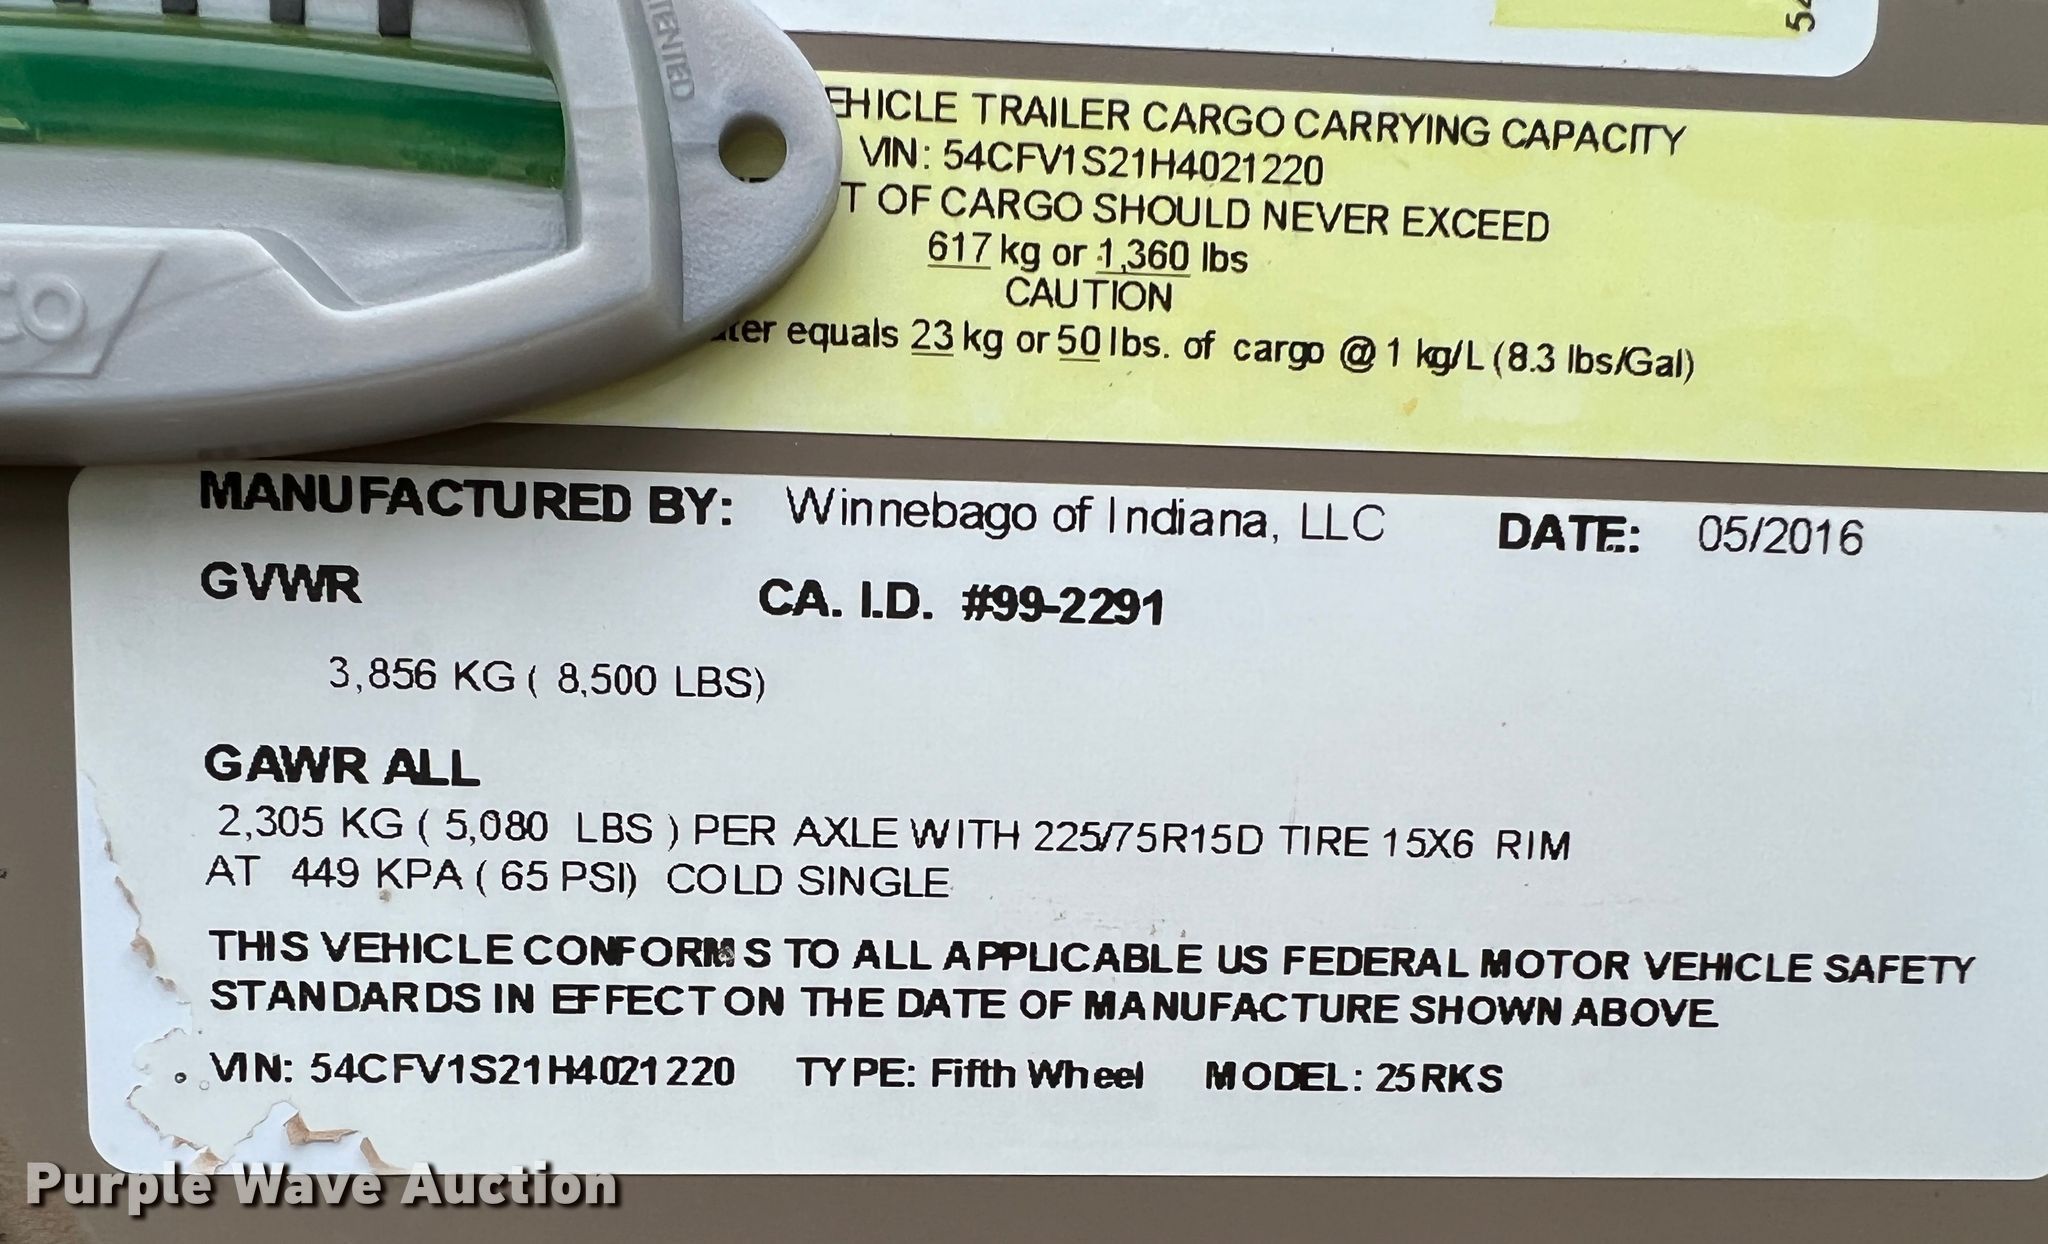 EHICLE TRAILER CARGO CARRYING CAPACITY
VIN: 54CFV1S21H4021220
T OF CARGO SHOULD NEVER EXCEED
617 kg or 1,360 lbs
CAUTION
ter equals 23 kg or 50 lbs. of cargo @ 1 kg/L (8.3 lbs/Gal)
MANUFACTURED BY: Winnebago of Indiana, LLC DATE: 05/2016
GVWR CA. I.D. #99-2291
3,856 KG ( 8,500 LBS)
GAWR ALL
2,305 KG ( 5,080 LBS ) PER AXLE WITH 225/75R15D TIRE 15X6 RIM
AT 449 KPA ( 65 PSI) COLD SINGLE
THIS VEHICLE CONFORMS TO ALL APPLICABLE US FEDERAL MOTOR VEHICLE SAFETY
STANDARDS IN EFFECT ON THE DATE OF MANUFACTURE SHOWN ABOVE
VIN: 54CFV1S21H4021220 TYPE: Fifth Wheel MODEL: 25RKS
Purple Wave Auction